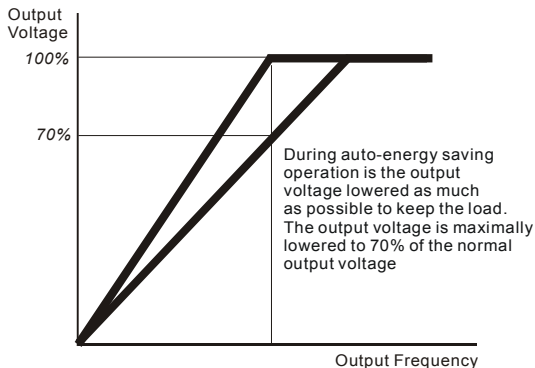 Output
Voltage
100%
70%
During auto-energy saving
operation is the output
voltage lowered as much
as possible to keep the load.
The output voltage is maximally
lowered to 70% of the normal
output voltage
Output Frequency